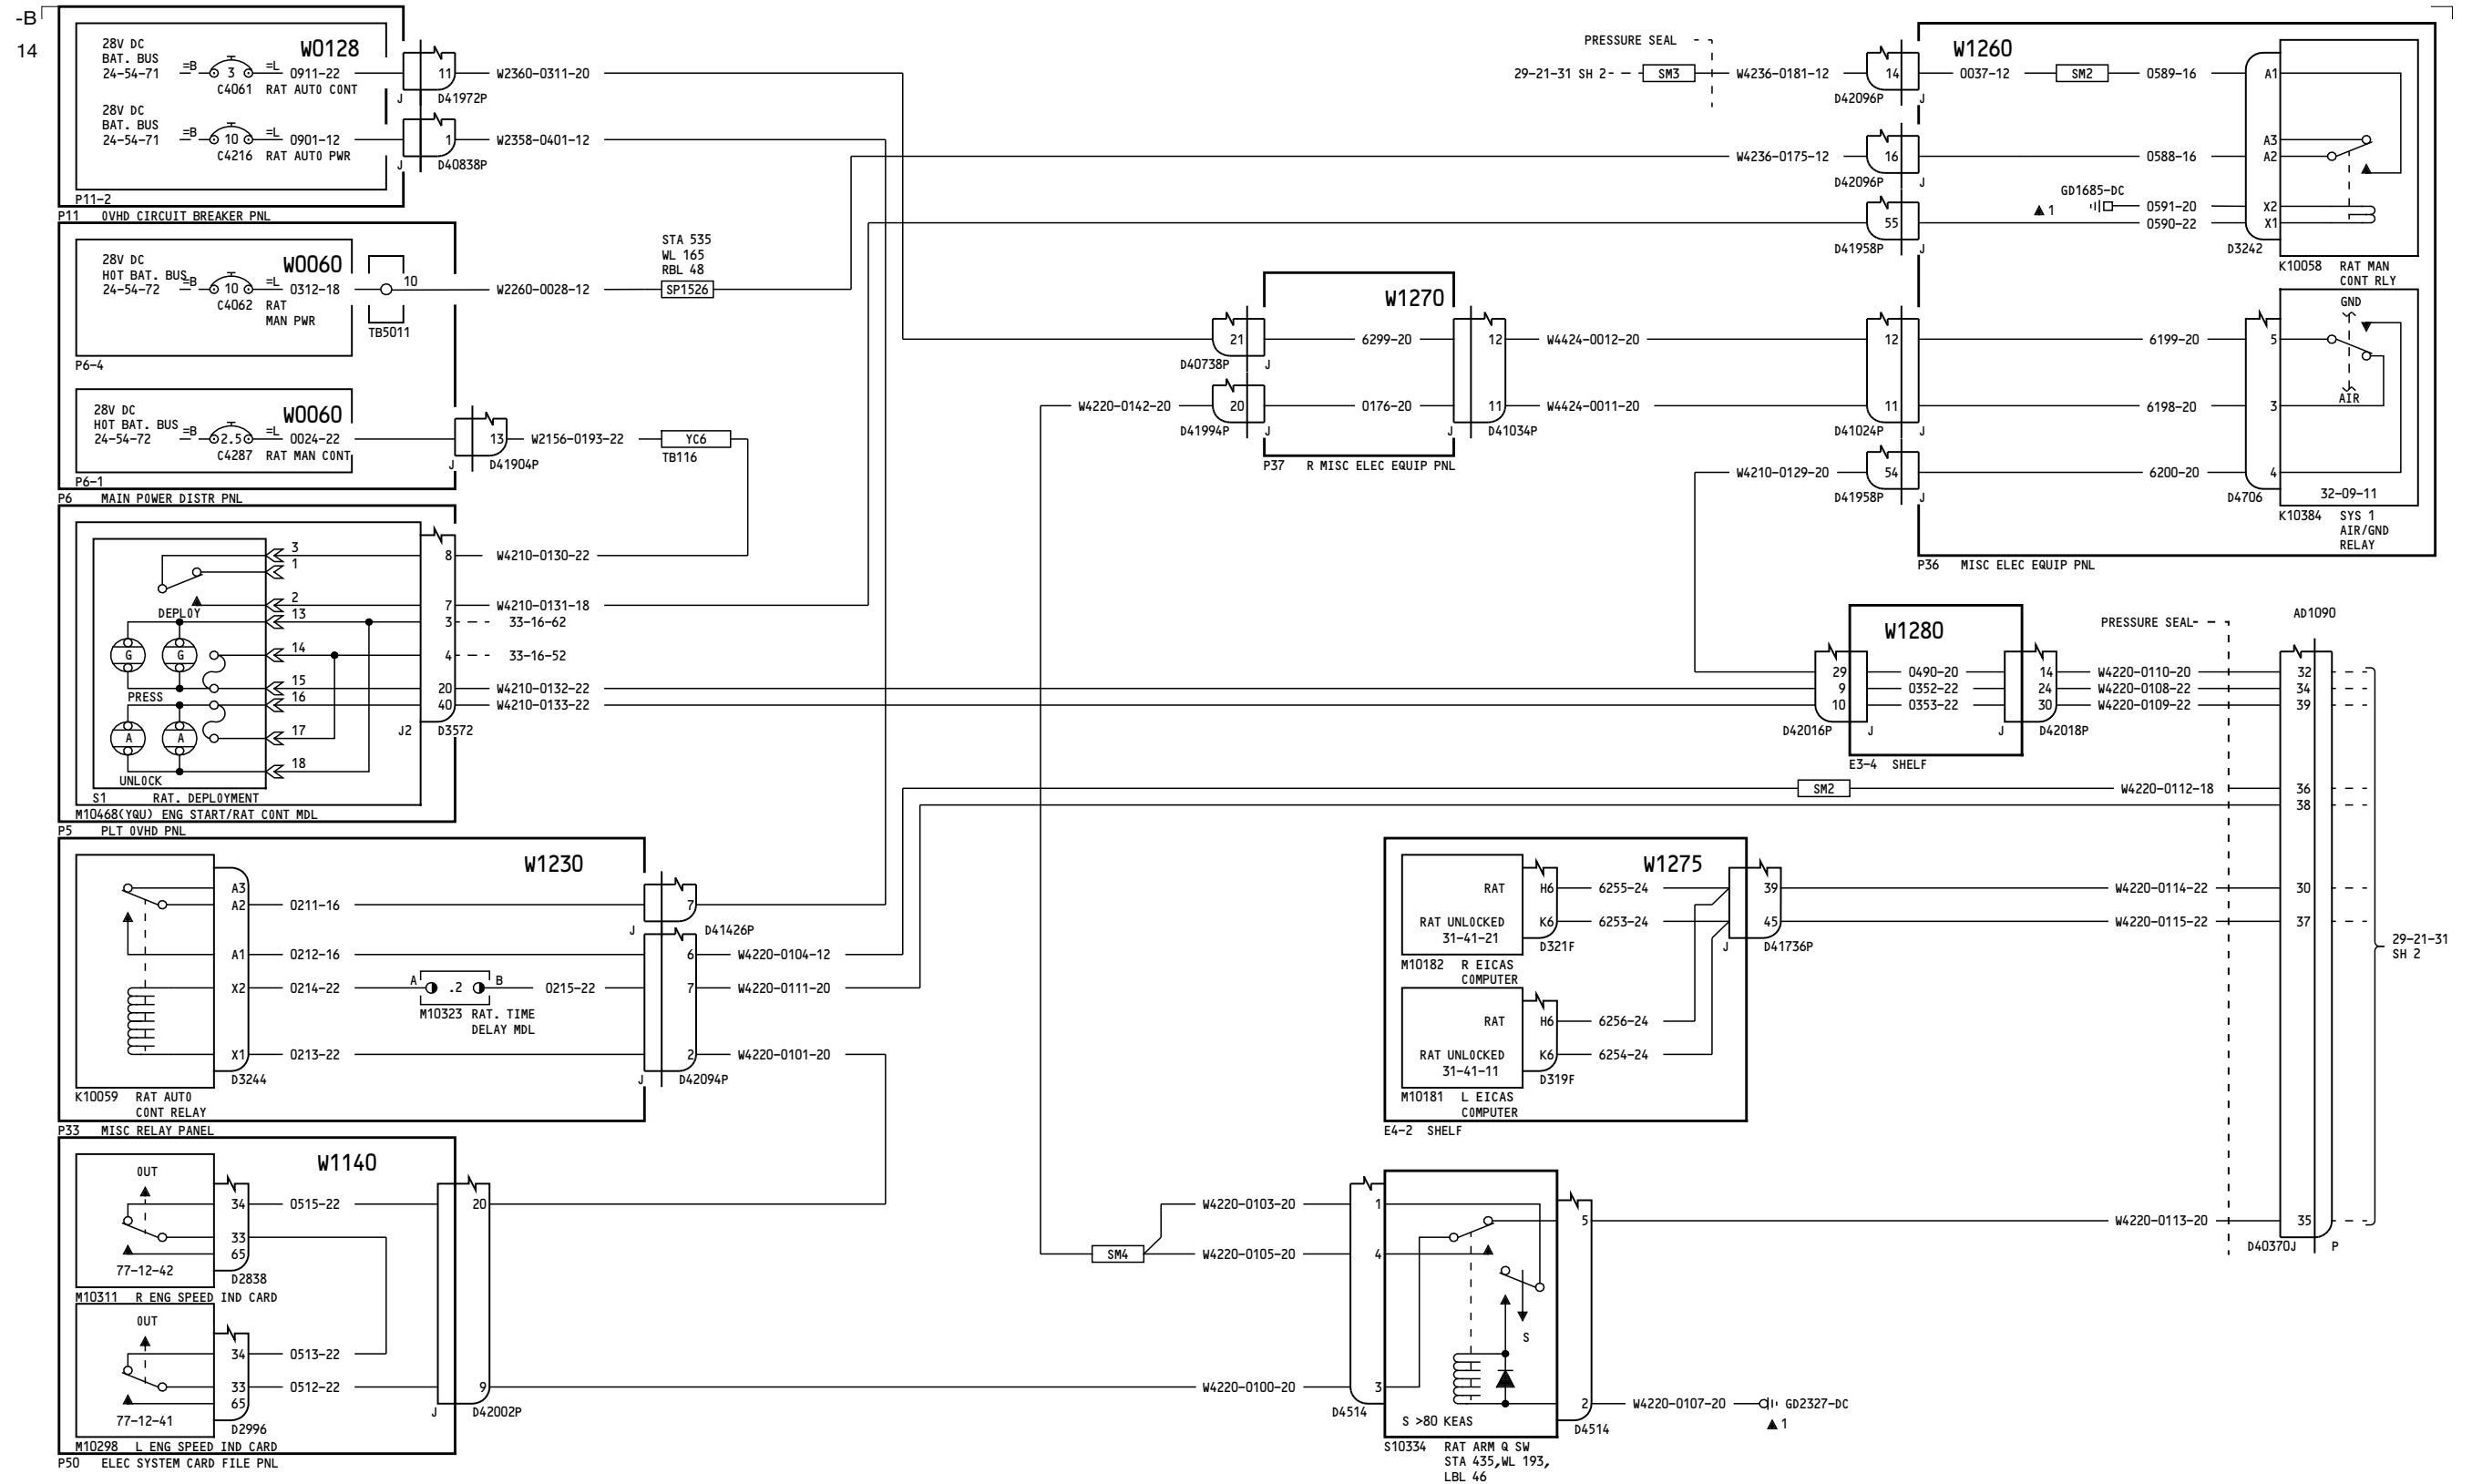 -B
14
28V DC
BAT. BUS
24-54-71
=B
3
=L
0911-22
C4061
RAT AUTO CONT
W0128
11
W2360-0311-20
J
D41972P
28V DC
BAT. BUS
24-54-71
=B
10
=L
0901-12
C4216
RAT AUTO PWR
1
W2358-0401-12
J
D40838P
P11-2
P11 OVHD CIRCUIT BREAKER PNL
28V DC
HOT BAT. BUS
24-54-72
=B
10
=L
0312-18
C4062
RAT
MAN PWR
W0060
10
TB5011
W2260-0028-12
STA 535
WL 165
RBL 48
SP1526
P6-4
28V DC
HOT BAT. BUS
24-54-72
=B
2.5
=L
0024-22
C4287
RAT MAN CONT
W0060
13
W2156-0193-22
YC6
TB116
J
D41904P
P6-1
P6 MAIN POWER DISTR PNL
3
1
2
13
14
15
16
17
18
DEPLOY
G
G
PRESS
A
A
UNLOCK
S1 RAT. DEPLOYMENT
8
W4210-0130-22
7
W4210-0131-18
3
33-16-62
4
33-16-52
20
W4210-0132-22
40
W4210-0133-22
J2
D3572
M10468(YQU) ENG START/RAT CONT MDL
P5 PLT OVHD PNL
W1230
A3
A2
0211-16
7
J
D41426P
A1
0212-16
6
W4220-0104-12
X2
0214-22
A
.2
B
0215-22
7
W4220-0111-20
M10323 RAT. TIME
DELAY MDL
X1
0213-22
2
W4220-0101-20
D3244
J
D42094P
K10059 RAT AUTO
CONT RELAY
P33 MISC RELAY PANEL
W1140
OUT
34
0515-22
20
33
65
77-12-42
D2838
M10311 R ENG SPEED IND CARD
OUT
34
0513-22
33
0512-22
9
65
77-12-41
D2996
J
D42002P
M10298 L ENG SPEED IND CARD
P50 ELEC SYSTEM CARD FILE PNL
PRESSURE SEAL
29-21-31 SH 2
SM3
W4236-0181-12
14
D42096P
J
W1260
0037-12
SM2
0589-16
A1
W4236-0175-12
16
D42096P
J
0588-16
A3
A2
GD1685-DC
1
0591-20
X2
55
0590-22
X1
D41958P
J
D3242
K10058 RAT MAN
CONT RLY
W1270
21
6299-20
12
W4424-0012-20
12
6199-20
5
D40738P
J
W4220-0142-20
20
0176-20
11
W4424-0011-20
11
6198-20
3
D41994P
J
J
D41034P
D41024P
J
P37 R MISC ELEC EQUIP PNL
GND
AIR
W4210-0129-20
54
6200-20
4
D41958P
J
D4706
32-09-11
K10384 SYS 1
AIR/GND
RELAY
P36 MISC ELEC EQUIP PNL
W1280
29
0490-20
14
W4220-0110-20
9
0352-22
24
W4220-0108-22
10
0353-22
30
W4220-0109-22
D42016P
J
J
D42018P
E3-4 SHELF
PRESSURE SEAL
AD1090
32
34
39
SM2
W4220-0112-18
36
38
W1275
RAT
H6
6255-24
39
W4220-0114-22
30
RAT UNLOCKED
31-41-21
K6
6253-24
45
W4220-0115-22
37
D321F
J
D41736P
M10182 R EICAS
COMPUTER
RAT
H6
6256-24
RAT UNLOCKED
31-41-11
K6
6254-24
D319F
M10181 L EICAS
COMPUTER
E4-2 SHELF
29-21-31
SH 2
W4220-0103-20
1
5
W4220-0113-20
35
D40370J
P
SM4
W4220-0105-20
4
S
W4220-0100-20
3
D4514
S >80 KEAS
2
W4220-0107-20
GD2327-DC
1
D4514
S10334 RAT ARM Q SW
STA 435,WL 193,
LBL 46